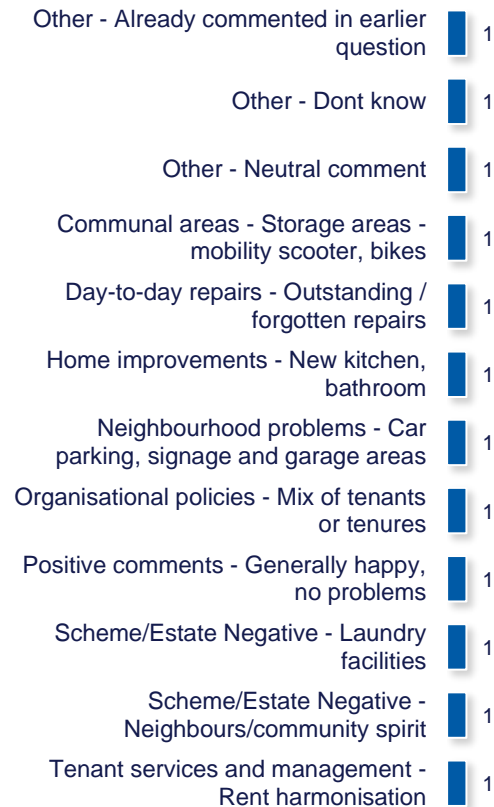 Other - Already commented in earlier
question
1
Other - Dont know
1
Other - Neutral comment
1
Communal areas - Storage areas -
mobility scooter, bikes
1
Day-to-day repairs - Outstanding /
forgotten repairs
1
Home improvements - New kitchen,
bathroom
1
Neighbourhood problems - Car
parking, signage and garage areas
1
Organisational policies - Mix of tenants
or tenures
1
Positive comments - Generally happy,
no problems
1
Scheme/Estate Negative - Laundry
facilities
1
Scheme/Estate Negative -
Neighbours/community spirit
1
Tenant services and management -
Rent harmonisation
1